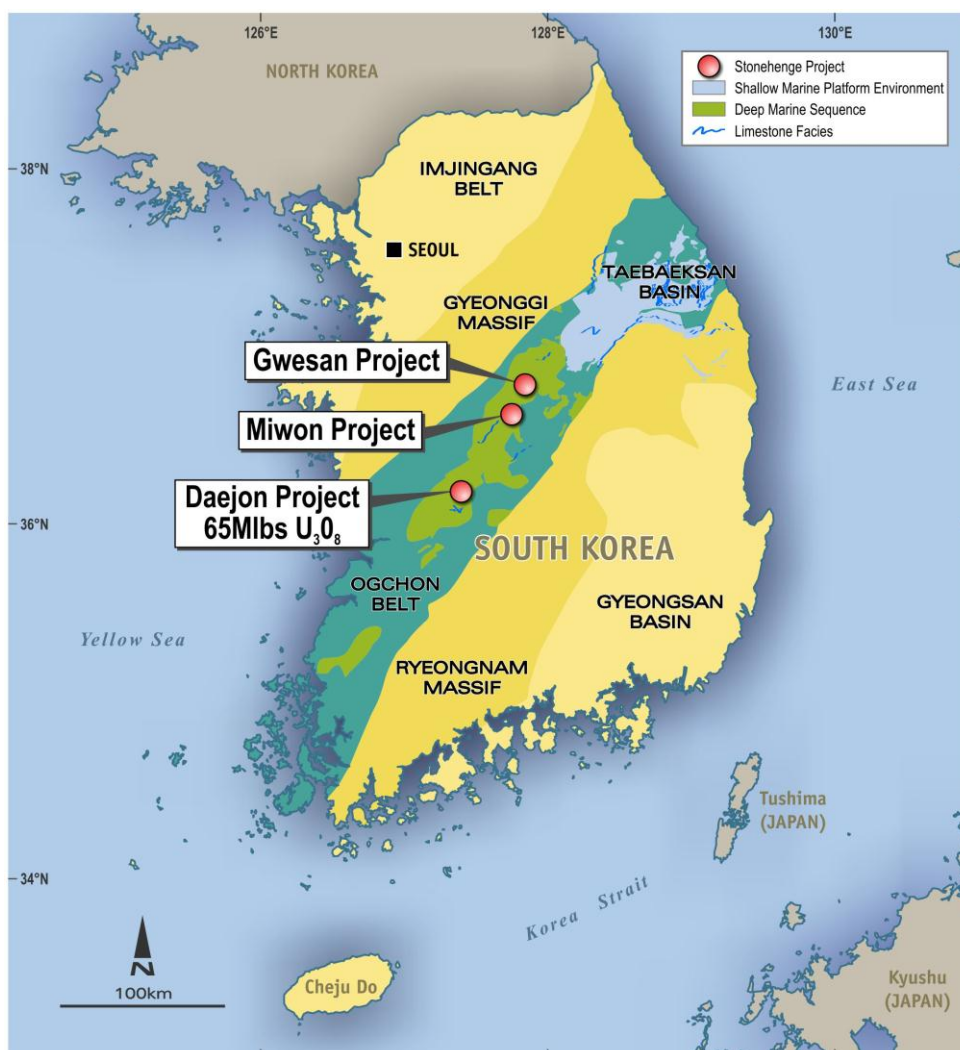 126°E
128°E
130°E
NORTH KOREA
Stonehenge Project
Shallow Marine Platform Environment
Deep Marine Sequence
Limestone Facies
38°N
IMJINGANG
BELT
SEOUL
TAEBAEKSAN
BASIN
GYEONGGI
MASSIF
Gwesan Project
East Sea
Miwon Project
Daejon Project
65Mlbs U₃0₈
36°N
SOUTH KOREA
OGCHON
BELT
GYEONGSAN
BASIN
Yellow Sea
RYEONGNAM
MASSIF
Tushima
(JAPAN)
34°N
Korea Strait
N
100km
Cheju Do
Kyushu
(JAPAN)